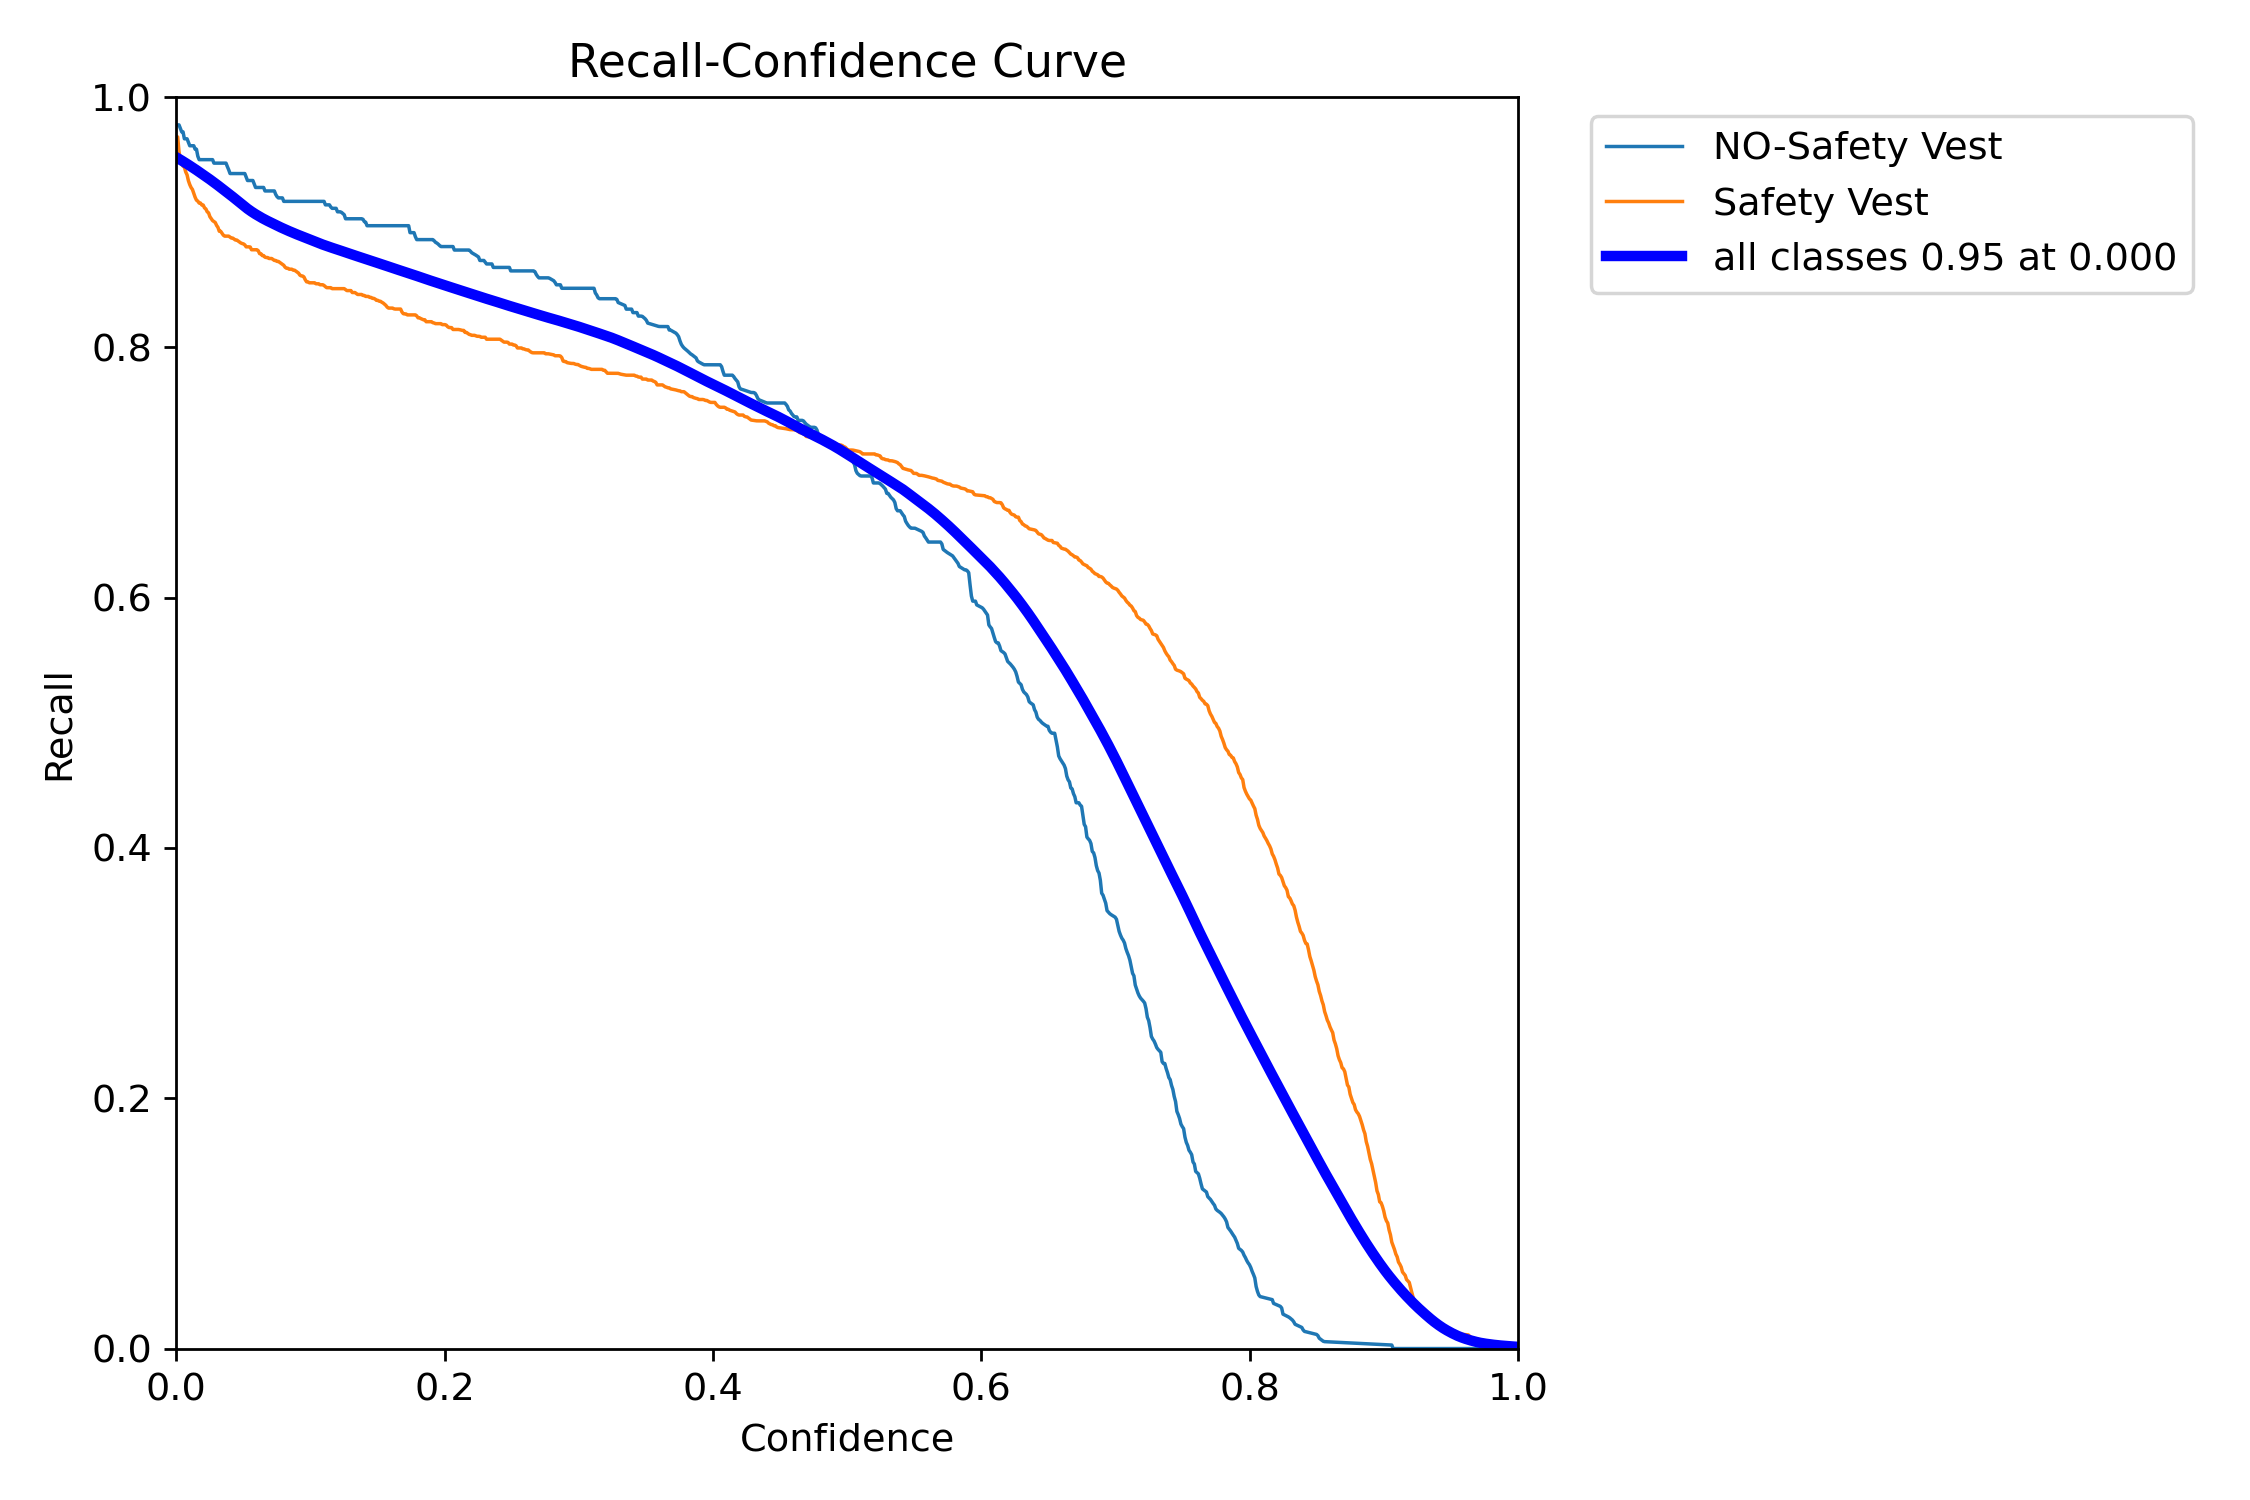 Recall-Confidence Curve
1.0
0.8
0.6
0.4
0.2
0.0
Recall
0.0 0.2 0.4 0.6 0.8 1.0
Confidence
NO-Safety Vest
Safety Vest
all classes 0.95 at 0.000